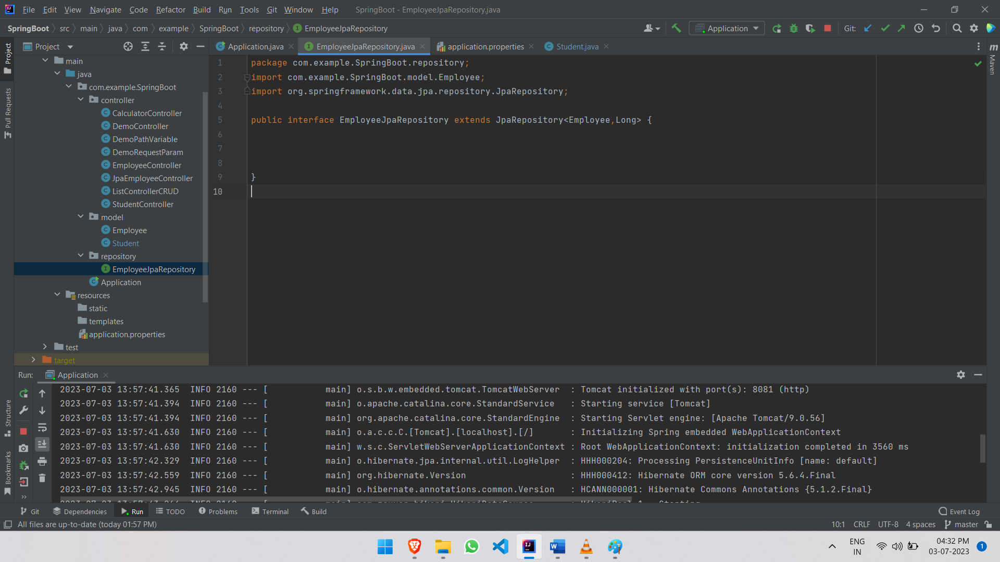 File Edit View Navigate Code Refactor Build Run Tools Git Window Help SpringBoot - EmployeeJpaRepository.java
SpringBoot src main java com example SpringBoot repository EmployeeJpaRepository Application Git:
Project Application.java EmployeeJpaRepository.java application.properties Student.java
Project
Pull Requests
Structure
Bookmarks
Maven
main
java
com.example.SpringBoot
controller
CalculatorController
DemoController
DemoPathVariable
DemoRequestParam
EmployeeController
JpaEmployeeController
ListControllerCRUD
StudentController
model
Employee
Student
repository
EmployeeJpaRepository
Application
resources
static
templates
application.properties
test
target
1 package com.example.SpringBoot.repository;
2 import com.example.SpringBoot.model.Employee;
3 import org.springframework.data.jpa.repository.JpaRepository;
4
5 public interface EmployeeJpaRepository extends JpaRepository<Employee,Long> {
6
7
8
9 }
10
Run: Application
2023-07-03 13:57:41.365 INFO 2160 --- [ main] o.s.b.w.embedded.tomcat.TomcatWebServer : Tomcat initialized with port(s): 8081 (http)
2023-07-03 13:57:41.394 INFO 2160 --- [ main] o.apache.catalina.core.StandardService : Starting service [Tomcat]
2023-07-03 13:57:41.394 INFO 2160 --- [ main] org.apache.catalina.core.StandardEngine : Starting Servlet engine: [Apache Tomcat/9.0.56]
2023-07-03 13:57:41.630 INFO 2160 --- [ main] o.a.c.c.C.[Tomcat].[localhost].[/] : Initializing Spring embedded WebApplicationContext
2023-07-03 13:57:41.630 INFO 2160 --- [ main] w.s.c.ServletWebServerApplicationContext : Root WebApplicationContext: initialization completed in 3560 ms
2023-07-03 13:57:42.329 INFO 2160 --- [ main] o.hibernate.jpa.internal.util.LogHelper : HHH000204: Processing PersistenceUnitInfo [name: default]
2023-07-03 13:57:42.559 INFO 2160 --- [ main] org.hibernate.Version : HHH000412: Hibernate ORM core version 5.6.4.Final
2023-07-03 13:57:42.945 INFO 2160 --- [ main] o.hibernate.annotations.common.Version : HCANN000001: Hibernate Commons Annotations {5.1.2.Final}
Git Dependencies Run TODO Problems Terminal Build Event Log
All files are up-to-date (today 01:57 PM) 10:1 CRLF UTF-8 4 spaces master
ENG 04:32 PM
IN 03-07-2023 1